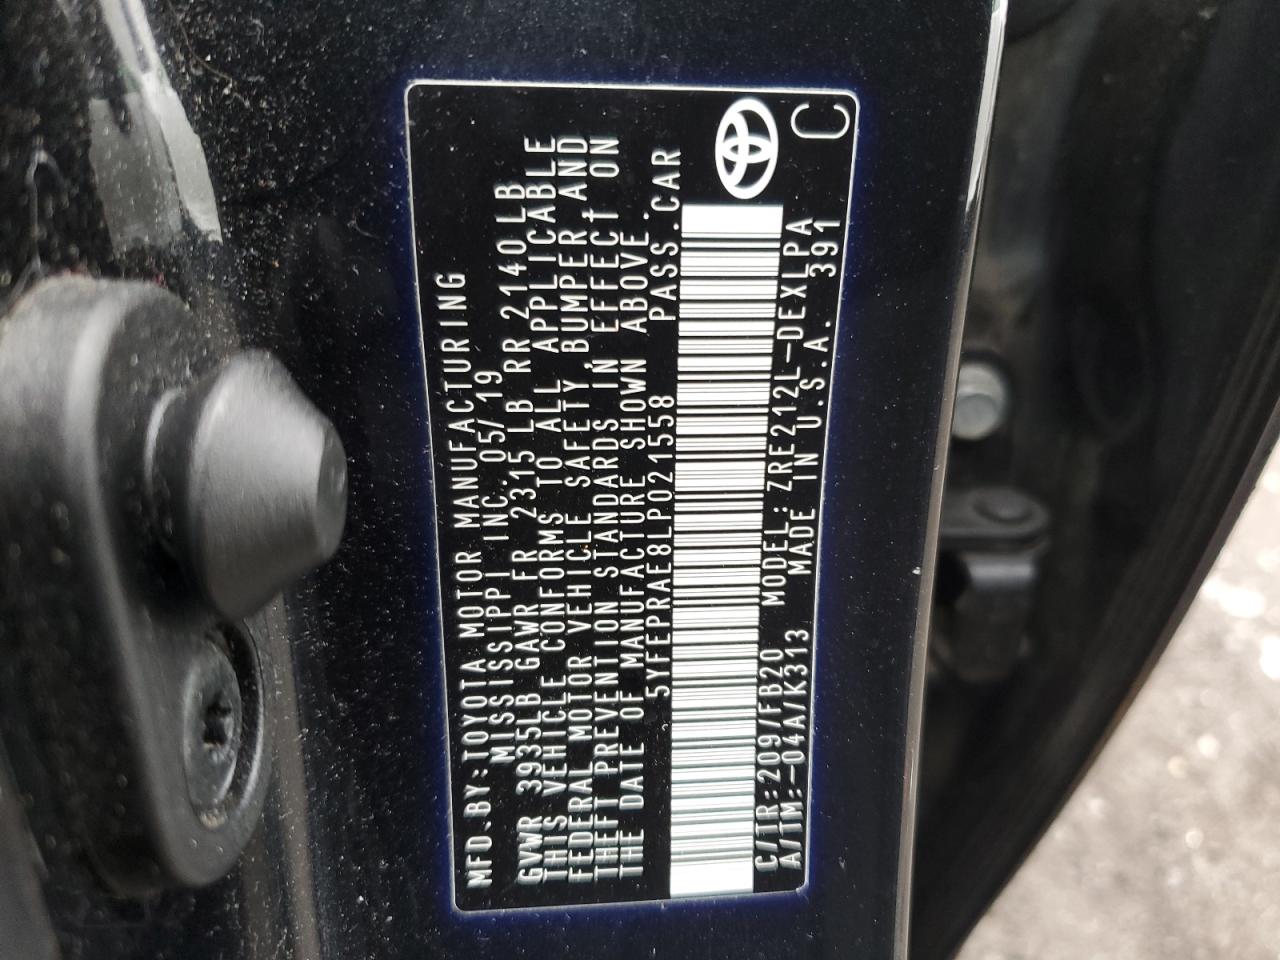 MFD.BY:TOYOTA MOTOR MANUFACTURING
MISSISSIPPI INC. 05/19
GVWR 3935LB GAWR FR 2315 LB RR 2140LB
THIS VEHICLE CONFORMS TO ALL APPLICABLE
FEDERAL MOTOR VEHICLE SAFETY, BUMPER, AND
THEFT PREVENTION STANDARDS IN EFFECT ON
THE DATE OF MANUFACTURE SHOWN ABOVE.
5YFEPRAE8LP021558 PASS.CAR
C/TR:209/FB20 MODEL:ZRE212L-DEXLPA
A/TM:-04A/K313 MADE IN U.S.A. 391
C